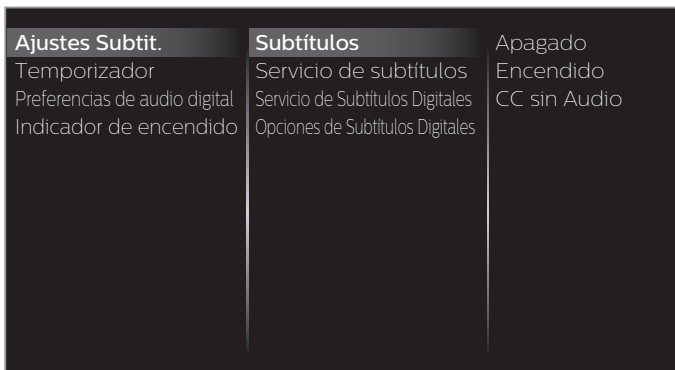 Ajustes Subtit.
Temporizador
Preferencias de audio digital
Indicador de encendido
Subtítulos
Servicio de subtítulos
Servicio de Subtítulos Digitales
Opciones de Subtítulos Digitales
Apagado
Encendido
CC sin Audio